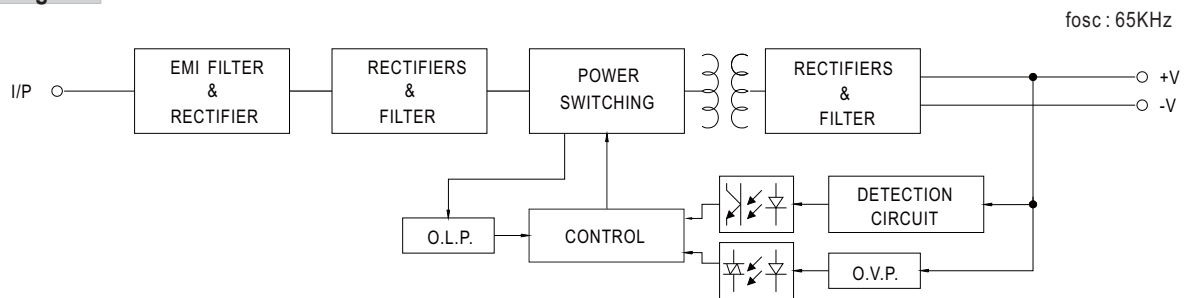 fosc : 65KHz
I/P
EMI FILTER
&
RECTIFIER
RECTIFIERS
&
FILTER
POWER
SWITCHING
RECTIFIERS
&
FILTER
+V
-V
DETECTION
CIRCUIT
O.L.P.
CONTROL
O.V.P.